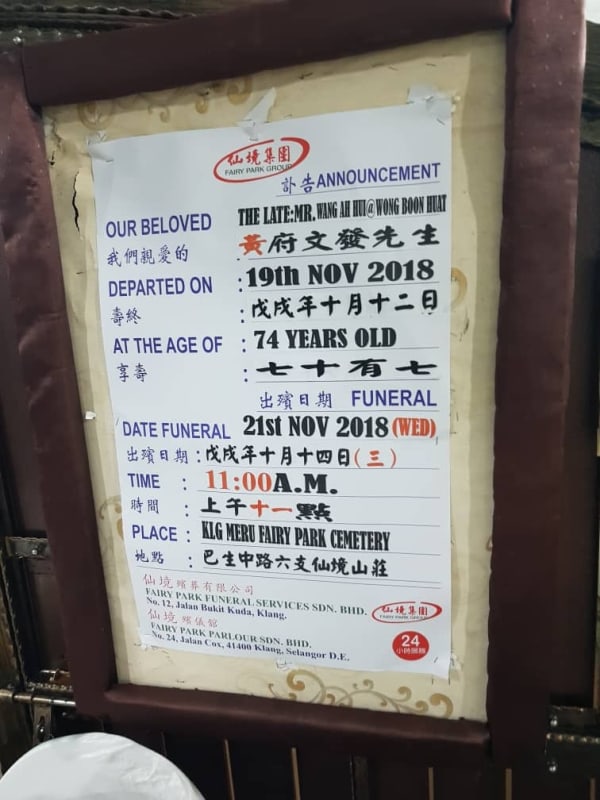 仙境集團
FAIRY PARK GROUP
訃告ANNOUNCEMENT
OUR BELOVED THE LATE:MR.WANG AH HUI@WONG BOON HUAT
我們親愛的 黃府文發先生
DEPARTED ON :19th NOV 2018
壽終 :戊戌年十月十二日
AT THE AGE OF : 74 YEARS OLD
享壽 :七十有七
出殯日期 FUNERAL
DATE FUNERAL 21st NOV 2018(WED)
出殯日期:戊戌年十月十四日(三)
TIME : 11:00A.M.
時間 : 上午十一點
PLACE : KLG MERU FAIRY PARK CEMETERY
地點 : 巴生中路六支仙境山莊
仙境殯葬有限公司
FAIRY PARK FUNERAL SERVICES SDN. BHD.
No. 12, Jalan Bukit Kuda, Klang.
仙境殯儀館
FAIRY PARK PARLOUR SDN. BHD.
No. 24, Jalan Cox, 41400 Klang, Selangor D.E.
仙境集團
FAIRY PARK GROUP
24
小時服務